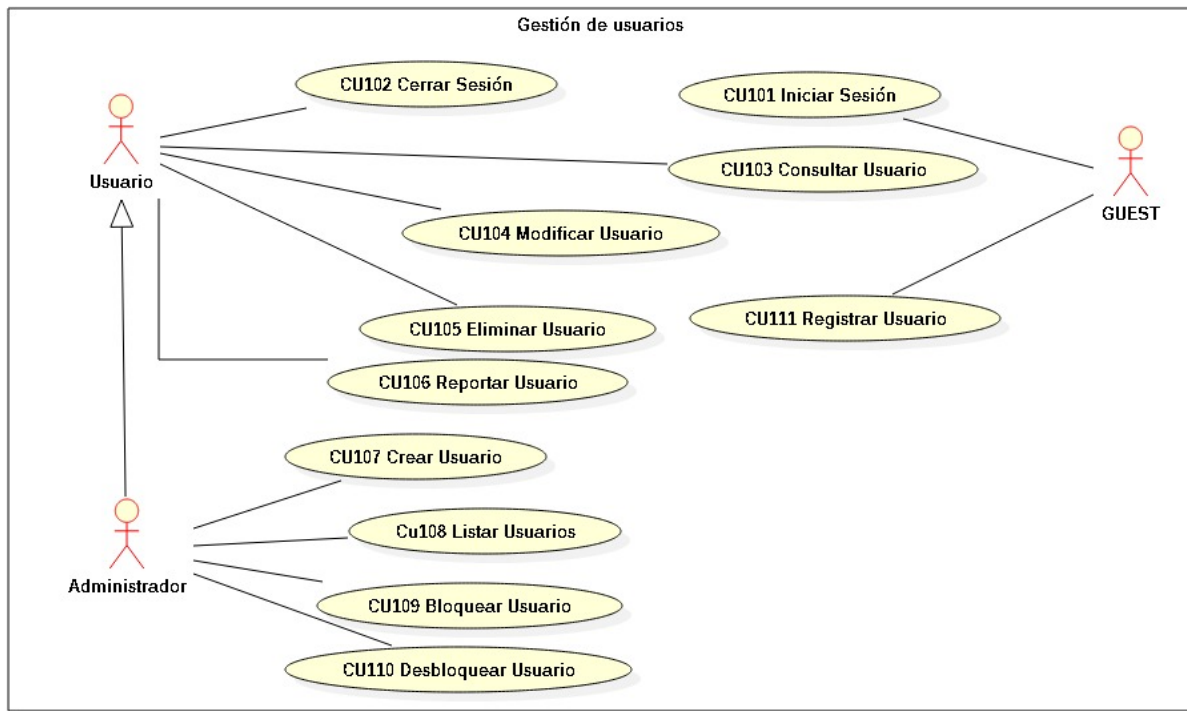 Gestión de usuarios
CU102 Cerrar Sesión
CU101 Iniciar Sesión
Usuario
CU103 Consultar Usuario
GUEST
CU104 Modificar Usuario
CU111 Registrar Usuario
CU105 Eliminar Usuario
CU106 Reportar Usuario
CU107 Crear Usuario
Cu108 Listar Usuarios
Administrador
CU109 Bloquear Usuario
CU110 Desbloquear Usuario